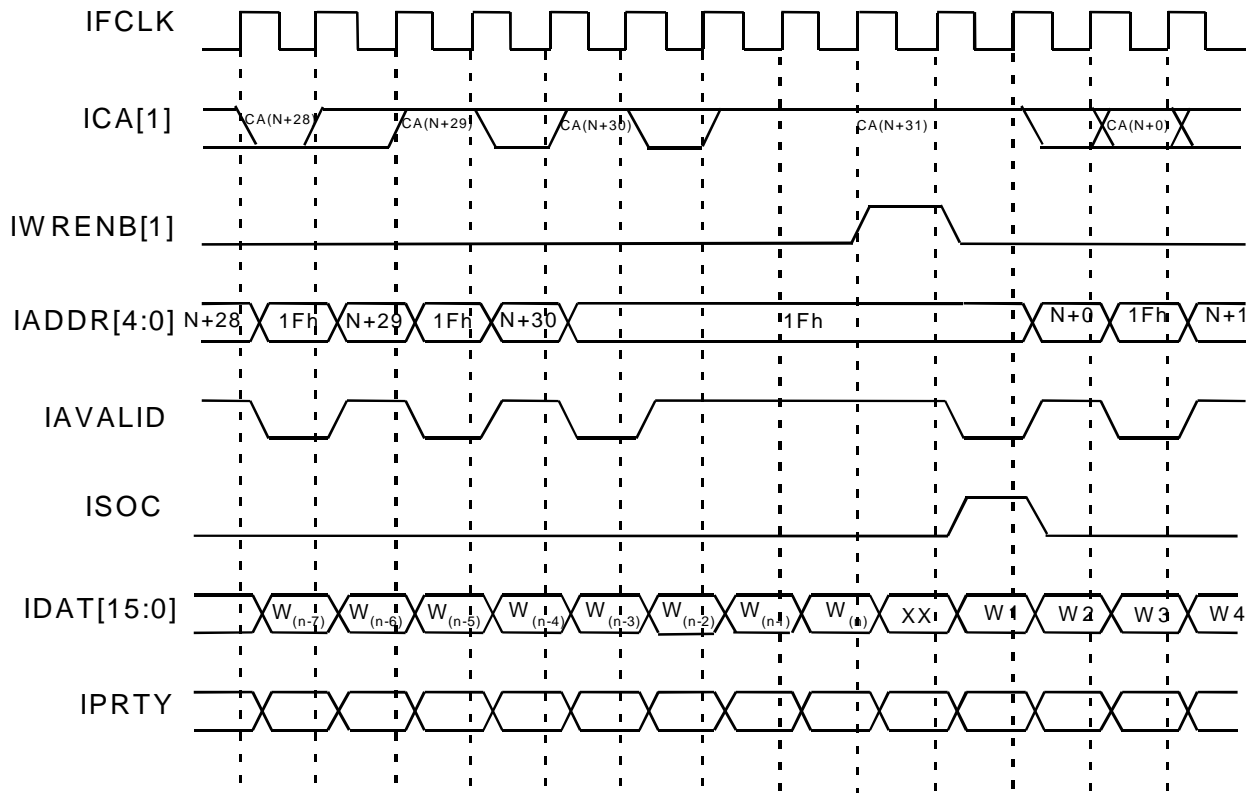 IFCLK
ICA[1] CA(N+28) CA(N+29) CA(N+30) CA(N+31) CA(N+0)
IWRENB[1]
IADDR[4:0] N+28 1Fh N+29 1Fh N+30 1Fh N+0 1Fh N+1
IAVALID
ISOC
IDAT[15:0] W(n-7) W(n-6) W(n-5) W(n-4) W(n-3) W(n-2) W(n-1) W(n) XX W1 W2 W3 W4
IPRTY